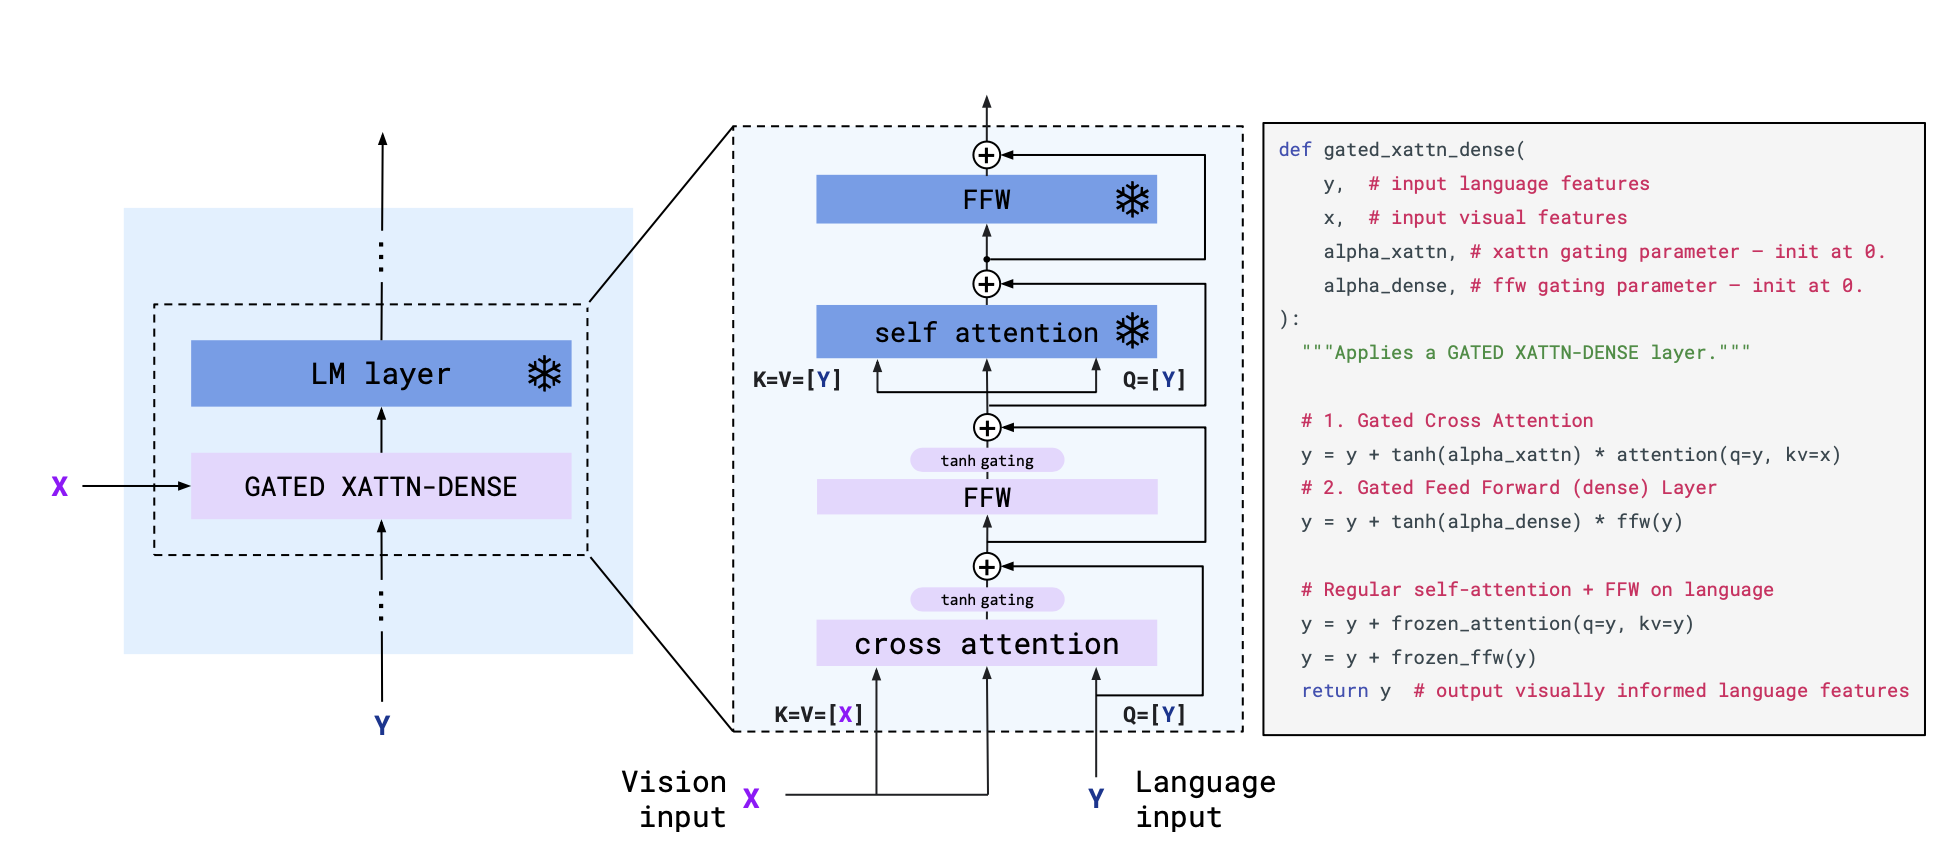 LM layer
X
GATED XATTN-DENSE
Y
FFW
self attention
K=V=[Y]
Q=[Y]
tanh gating
FFW
tanh gating
cross attention
K=V=[X]
Q=[Y]
Vision
input
X
Y
Language
input
def gated_xattn_dense(
    y,  # input language features
    x,  # input visual features
    alpha_xattn, # xattn gating parameter – init at 0.
    alpha_dense, # ffw gating parameter – init at 0.
):
  """Applies a GATED XATTN-DENSE layer."""
  # 1. Gated Cross Attention
  y = y + tanh(alpha_xattn) * attention(q=y, kv=x)
  # 2. Gated Feed Forward (dense) Layer
  y = y + tanh(alpha_dense) * ffw(y)
  # Regular self-attention + FFW on language
  y = y + frozen_attention(q=y, kv=y)
  y = y + frozen_ffw(y)
  return y  # output visually informed language features